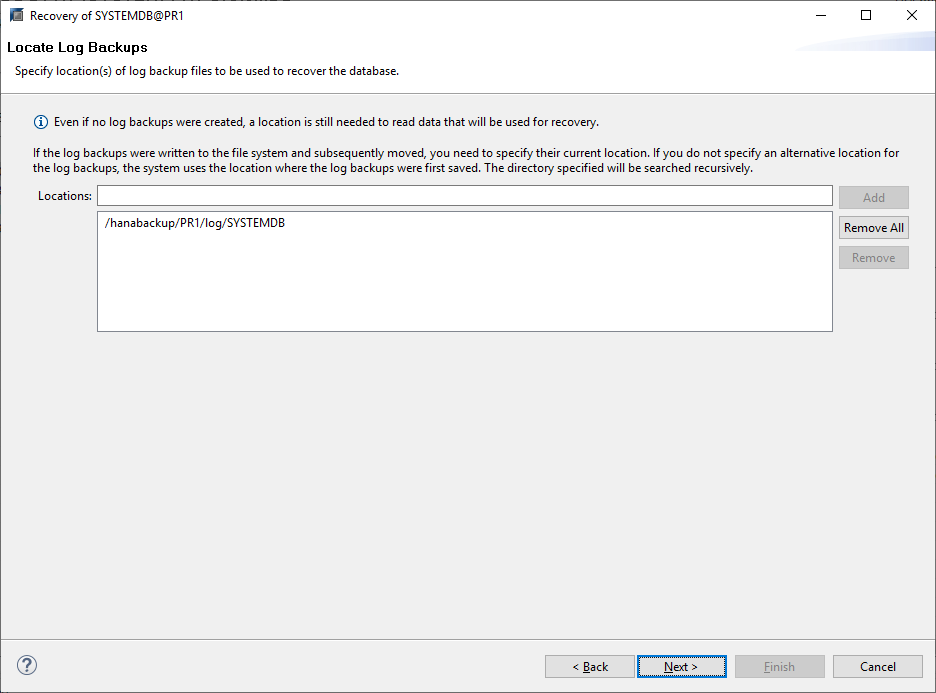 Recovery of SYSTEMDB@PR1
Locate Log Backups
Specify location(s) of log backup files to be used to recover the database.
Even if no log backups were created, a location is still needed to read data that will be used for recovery.
If the log backups were written to the file system and subsequently moved, you need to specify their current location. If you do not specify an alternative location for
the log backups, the system uses the location where the log backups were first saved. The directory specified will be searched recursively.
Locations:
Add
/hanabackup/PR1/log/SYSTEMDB
Remove All
Remove
< Back
Next >
Finish
Cancel